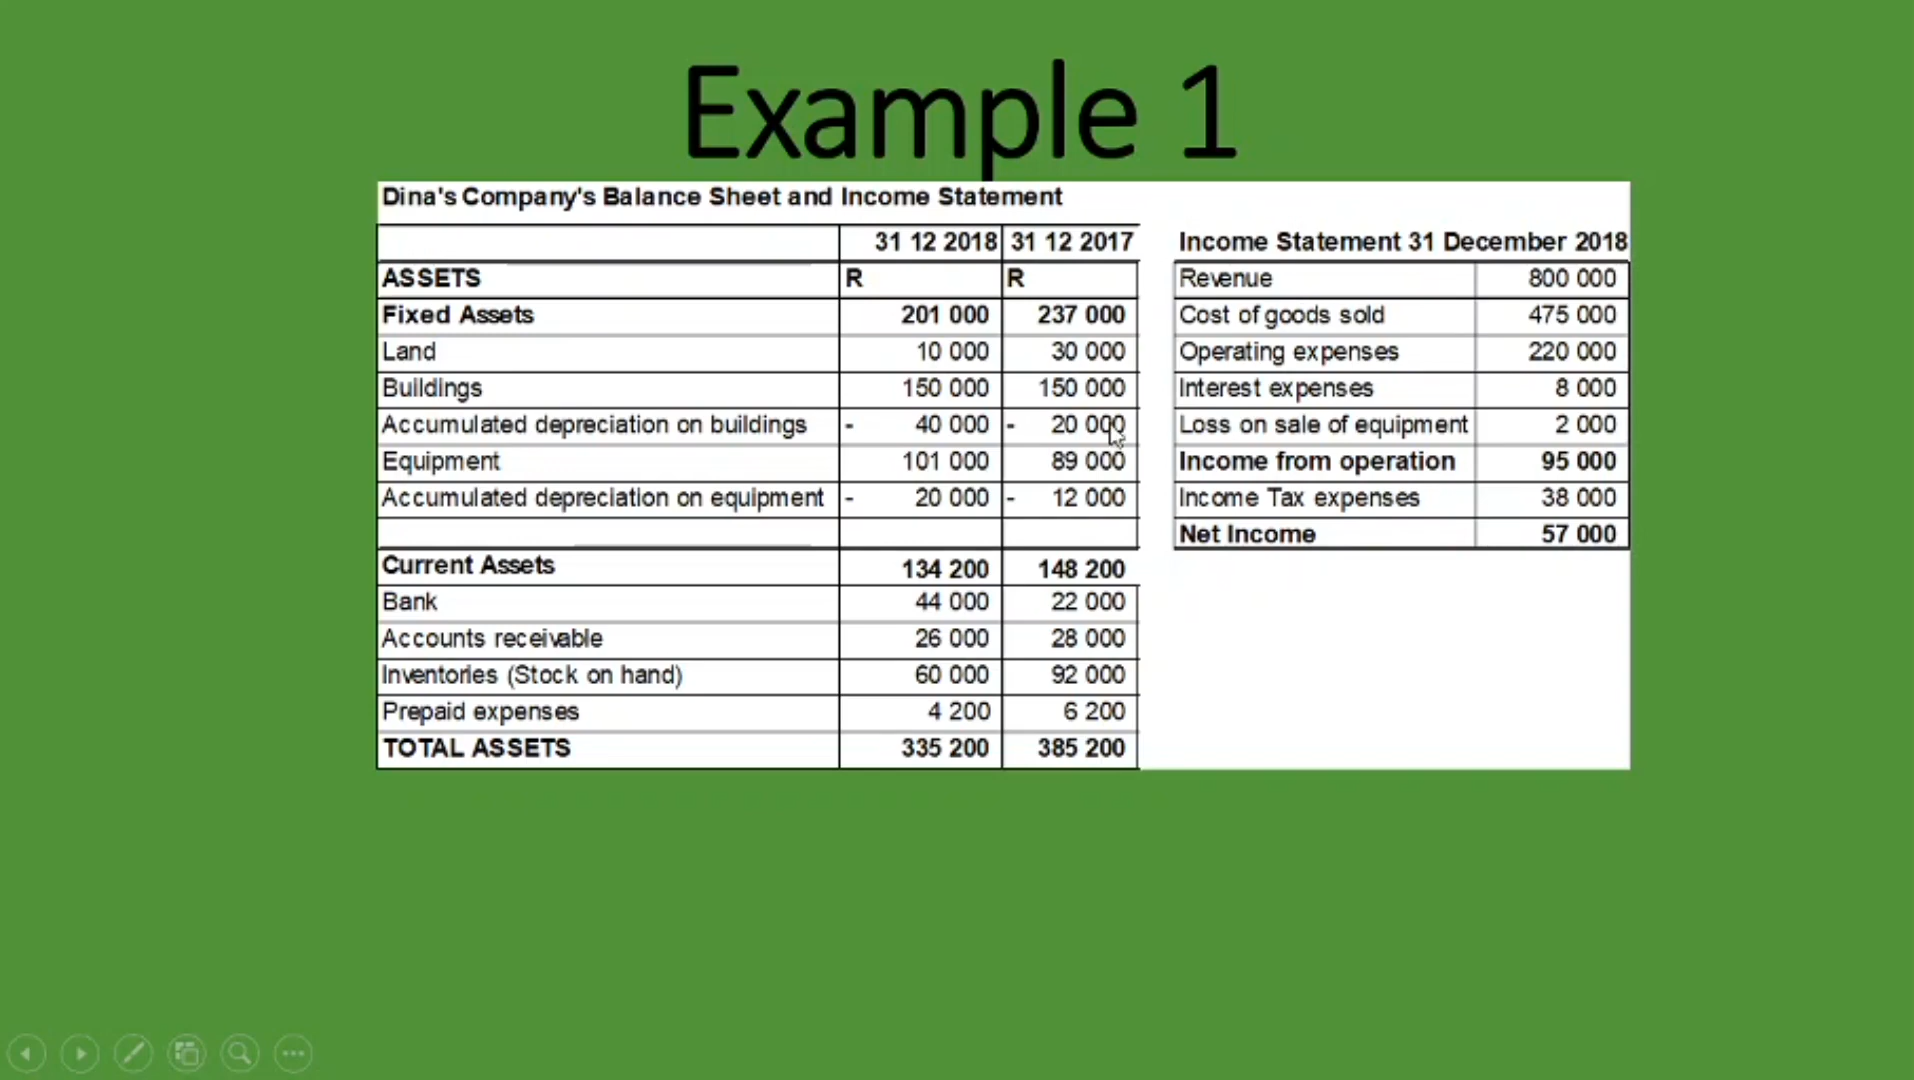 Example 1
Dina's Company's Balance Sheet and Income Statement
31 12 2018 31 12 2017
ASSETS R R
Fixed Assets 201 000 237 000
Land 10 000 30 000
Buildings 150 000 150 000
Accumulated depreciation on buildings - 40 000 - 20 000
Equipment 101 000 89 000
Accumulated depreciation on equipment - 20 000 - 12 000
Current Assets 134 200 148 200
Bank 44 000 22 000
Accounts receivable 26 000 28 000
Inventories (Stock on hand) 60 000 92 000
Prepaid expenses 4 200 6 200
TOTAL ASSETS 335 200 385 200
Income Statement 31 December 2018
Revenue 800 000
Cost of goods sold 475 000
Operating expenses 220 000
Interest expenses 8 000
Loss on sale of equipment 2 000
Income from operation 95 000
Income Tax expenses 38 000
Net Income 57 000